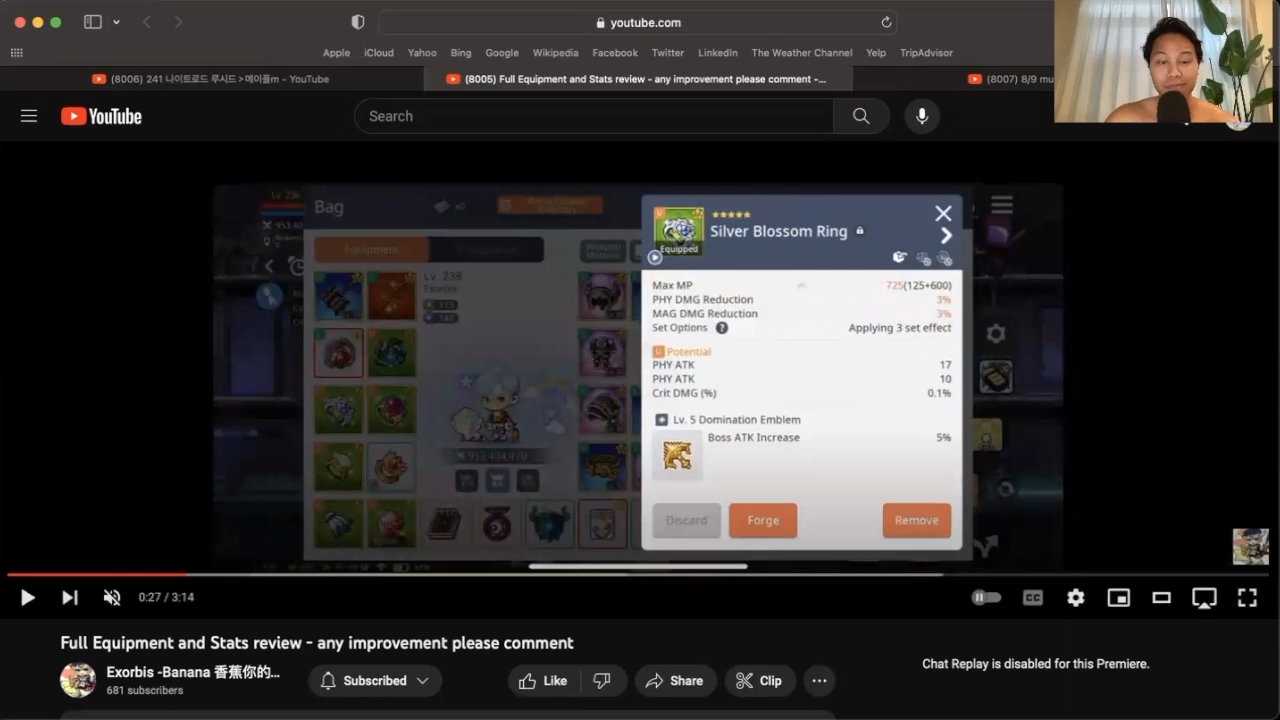 youtube.com
Apple iCloud Yahoo Bing Google Wikipedia Facebook Twitter LinkedIn The Weather Channel Yelp TripAdvisor
(8006) 241 나이트로드 루시드 > 메이플m - YouTube
(8005) Full Equipment and Stats review - any improvement please comment -...
(8007) 8/9 mu
YouTube
Search
Lv 238
Bag
Silver Blossom Ring
Equipped
Equipment
Weapon
Lv. 238
Exorbis
Max MP 725(125+600)
PHY DMG Reduction 3%
MAG DMG Reduction 3%
Set Options ? Applying 3 set effect
U Potential
PHY ATK 17
PHY ATK 10
Crit DMG (%) 0.1%
Lv. 5 Domination Emblem
Boss ATK Increase 5%
Discard Forge Remove
0:27 / 3:14
CC
Full Equipment and Stats review - any improvement please comment
Exorbis -Banana 香蕉你的...
681 subscribers
Subscribed
Like
Share
Clip
Chat Replay is disabled for this Premiere.